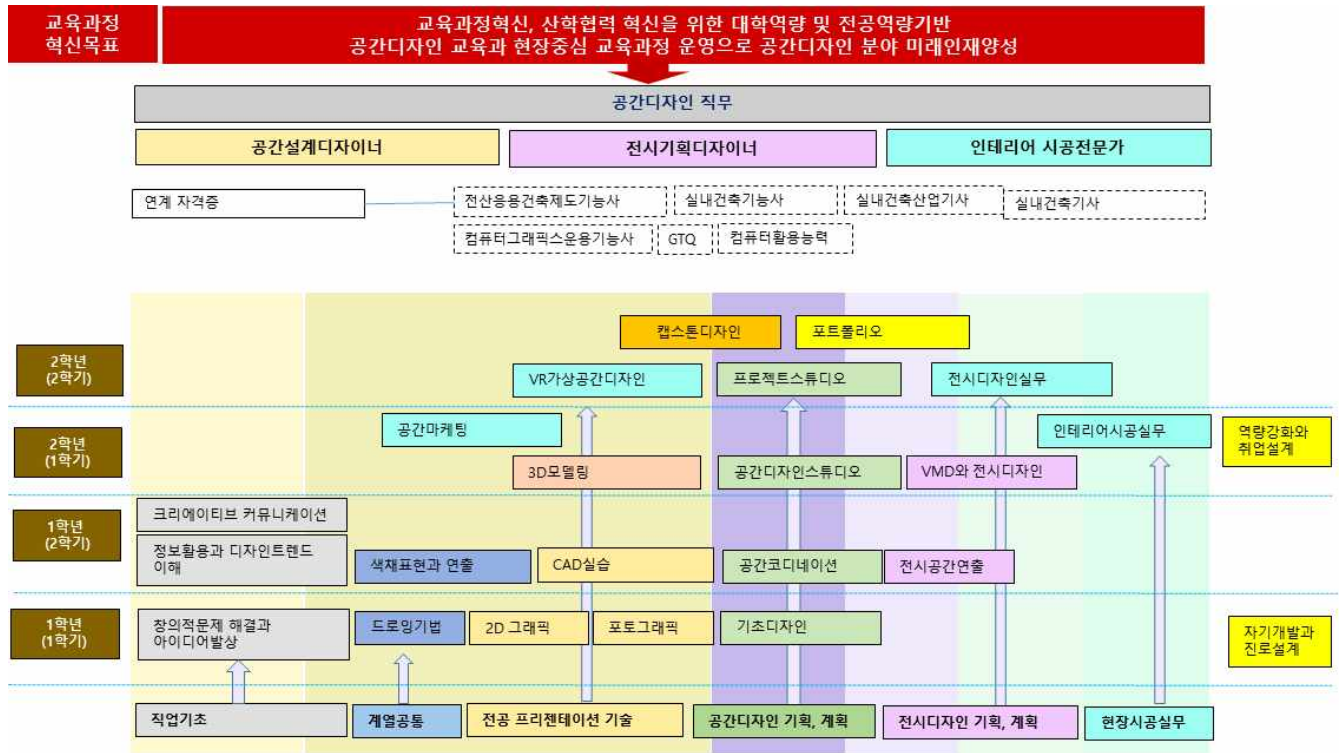 교육과정
혁신목표
교육과정혁신, 산학협력 혁신을 위한 대학역량 및 전공역량기반
공간디자인 교육과 현장중심 교육과정 운영으로 공간디자인 분야 미래인재양성
공간디자인 직무
공간설계디자이너
전시기획디자이너
인테리어 시공전문가
연계 자격증
전산응용건축제도기능사
실내건축기능사
실내건축산업기사
실내건축기사
컴퓨터그래픽스운용기능사
GTQ
컴퓨터활용능력
캡스톤디자인
포트폴리오
2학년
(2학기)
VR가상공간디자인
프로젝트스튜디오
전시디자인실무
2학년
(1학기)
공간마케팅
인테리어시공실무
역량강화와
취업설계
3D모델링
공간디자인스튜디오
VMD와 전시디자인
1학년
(2학기)
크리에이티브 커뮤니케이션
정보활용과 디자인트렌드
이해
색채표현과 연출
CAD실습
공간코디네이션
전시공간연출
1학년
(1학기)
창의적문제 해결과
아이디어발상
드로잉기법
2D 그래픽
포토그래픽
기초디자인
자기개발과
진로설계
직업기초
계열공통
전공 프리젠테이션 기술
공간디자인 기획, 계획
전시디자인 기획, 계획
현장시공실무